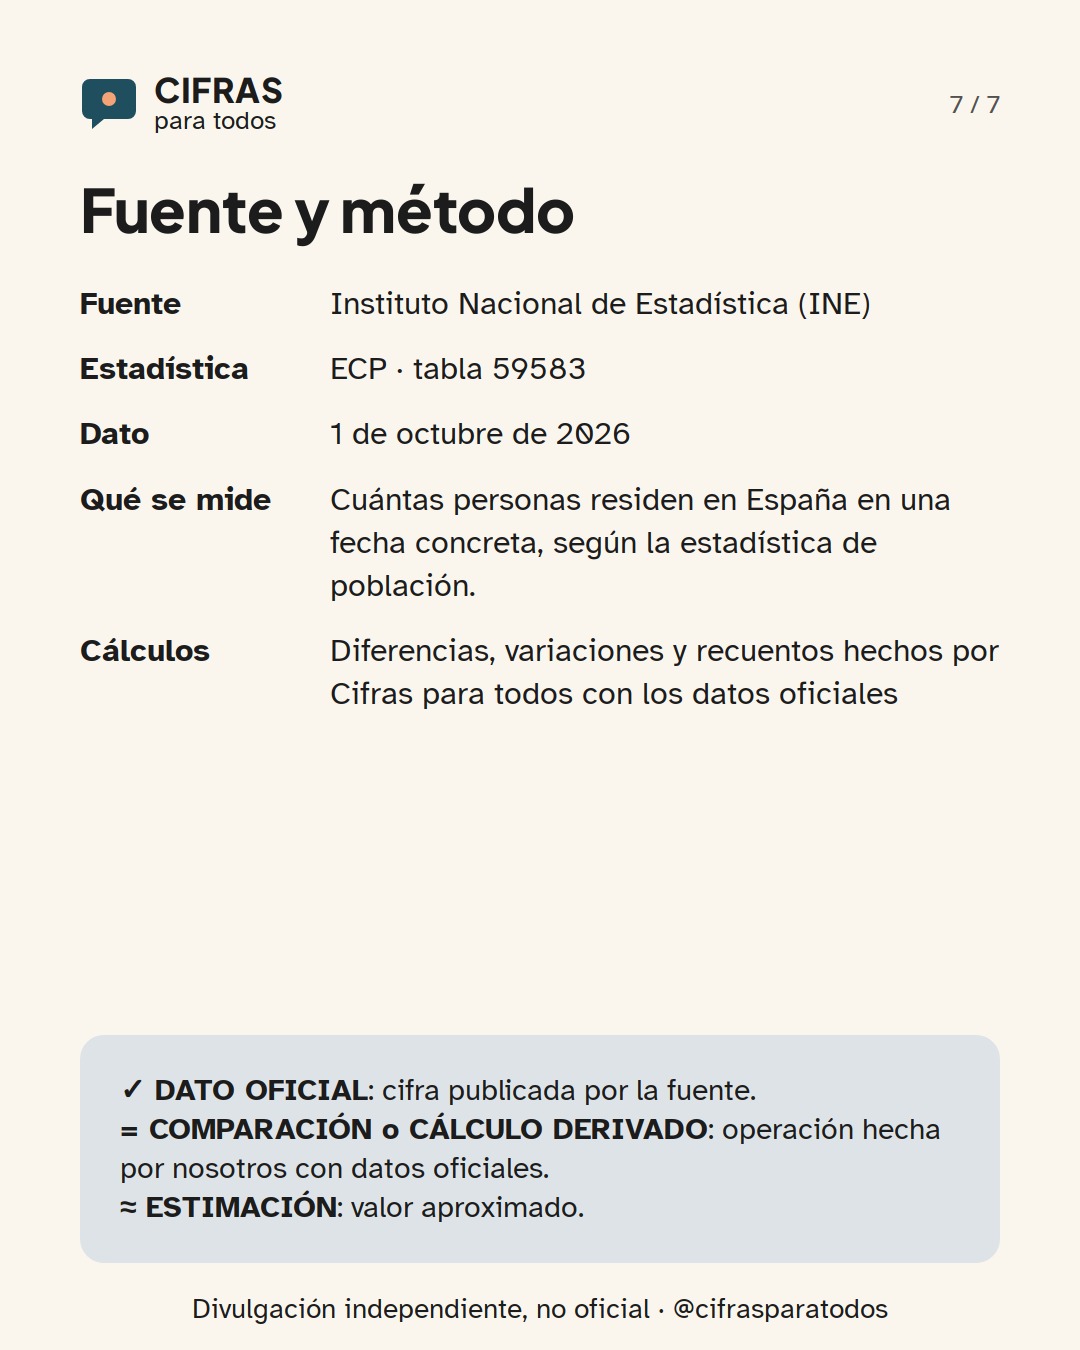 CIFRAS
para todos
7 / 7
Fuente y método
Fuente Instituto Nacional de Estadística (INE)
Estadística ECP · tabla 59583
Dato 1 de octubre de 2026
Qué se mide Cuántas personas residen en España en una
fecha concreta, según la estadística de
población.
Cálculos Diferencias, variaciones y recuentos hechos por
Cifras para todos con los datos oficiales
✓ DATO OFICIAL: cifra publicada por la fuente.
= COMPARACIÓN o CÁLCULO DERIVADO: operación hecha
por nosotros con datos oficiales.
≈ ESTIMACIÓN: valor aproximado.
Divulgación independiente, no oficial · @cifrasparatodos